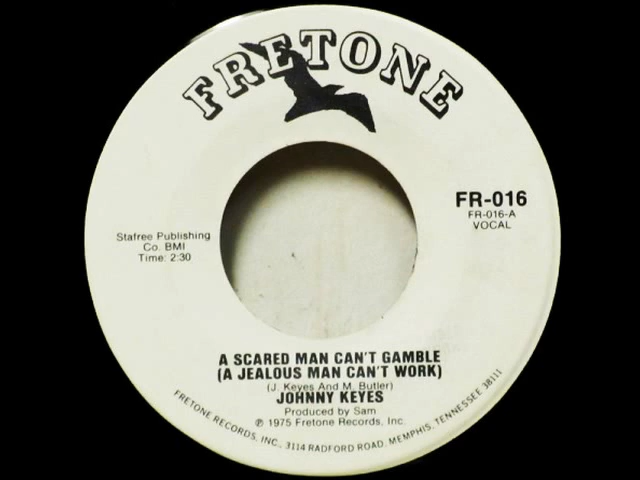 FRETONE
FR-016
FR-016-A
VOCAL
Stafree Publishing
Co. BMI
Time: 2:30
A SCARED MAN CAN'T GAMBLE
(A JEALOUS MAN CAN'T WORK)
(J. Keyes And M. Butler)
JOHNNY KEYES
Produced by Sam
℗ 1975 Fretone Records, Inc.
FRETONE RECORDS, INC., 3114 RADFORD ROAD, MEMPHIS, TENNESSEE 38111